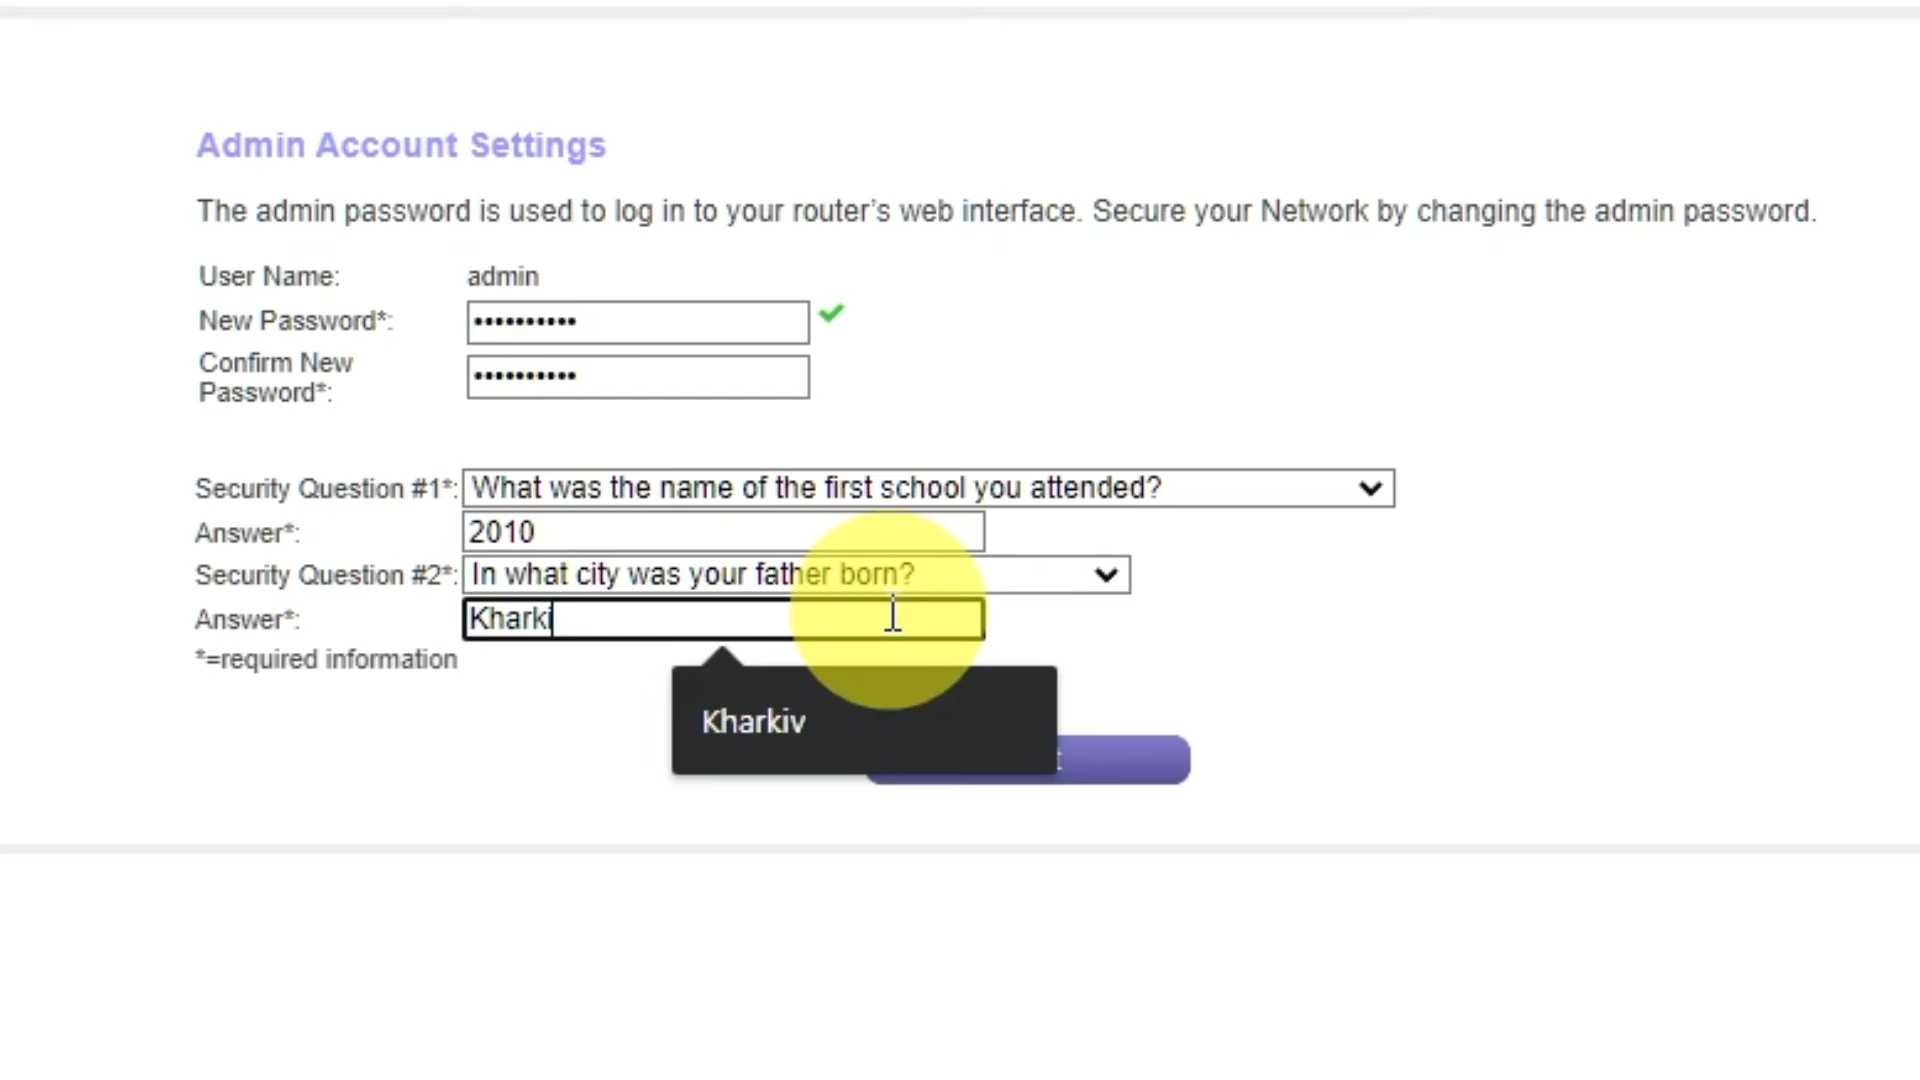 Admin Account Settings
The admin password is used to log in to your router's web interface. Secure your Network by changing the admin password.
User Name: admin
New Password*: ••••••••••
Confirm New
Password*: ••••••••••
Security Question #1*: What was the name of the first school you attended?
Answer*: 2010
Security Question #2*: In what city was your father born?
Answer*: Kharki
*=required information
Kharkiv